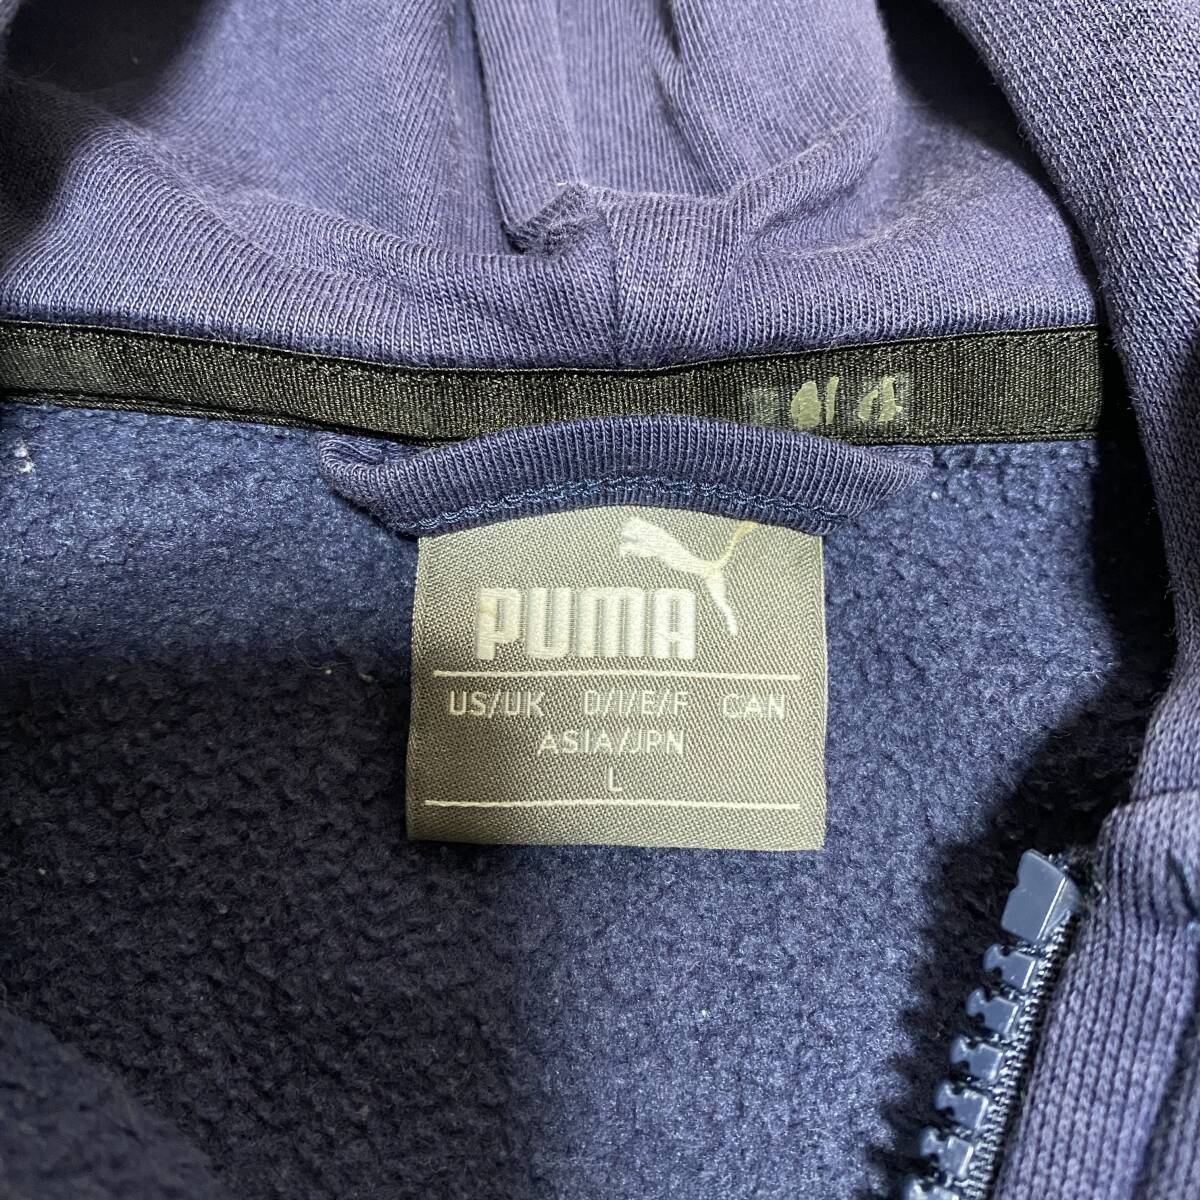 PUMA
US/UK D/I/E/F CAN
ASIA/JPN
L